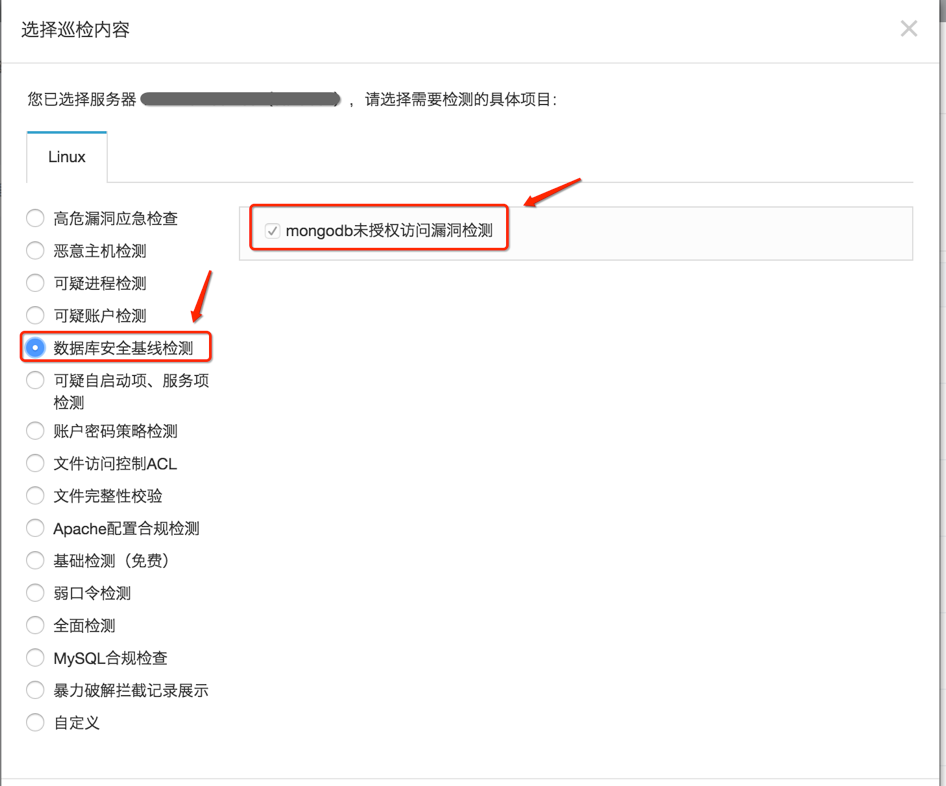 选择巡检内容
您已选择服务器 ，请选择需要检测的具体项目：
Linux
高危漏洞应急检查
mongodb未授权访问漏洞检测
恶意主机检测
可疑进程检测
可疑账户检测
数据库安全基线检测
可疑自启动项、服务项
检测
账户密码策略检测
文件访问控制ACL
文件完整性校验
Apache配置合规检测
基础检测（免费）
弱口令检测
全面检测
MySQL合规检查
暴力破解拦截记录展示
自定义